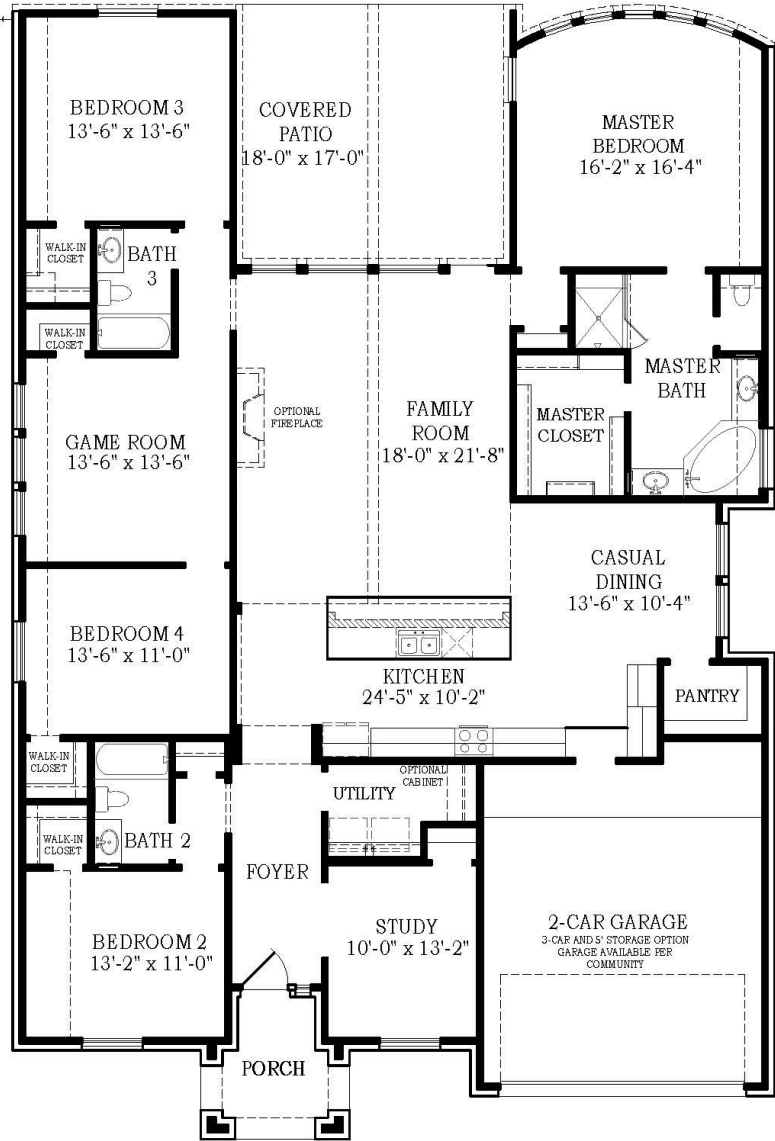 BEDROOM 3
13'-6" x 13'-6"
COVERED
PATIO
18'-0" x 17'-0"
MASTER
BEDROOM
16'-2" x 16'-4"
WALK-IN
CLOSET
BATH
3
WALK-IN
CLOSET
GAME ROOM
13'-6" x 13'-6"
OPTIONAL
FIREPLACE
FAMILY
ROOM
18'-0" x 21'-8"
MASTER
CLOSET
MASTER
BATH
CASUAL
DINING
13'-6" x 10'-4"
BEDROOM 4
13'-6" x 11'-0"
KITCHEN
24'-5" x 10'-2"
PANTRY
WALK-IN
CLOSET
WALK-IN
CLOSET
BATH 2
UTILITY
OPTIONAL
CABINET
FOYER
BEDROOM 2
13'-2" x 11'-0"
STUDY
10'-0" x 13'-2"
2-CAR GARAGE
3-CAR AND 5' STORAGE OPTION
GARAGE AVAILABLE PER
COMMUNITY
PORCH